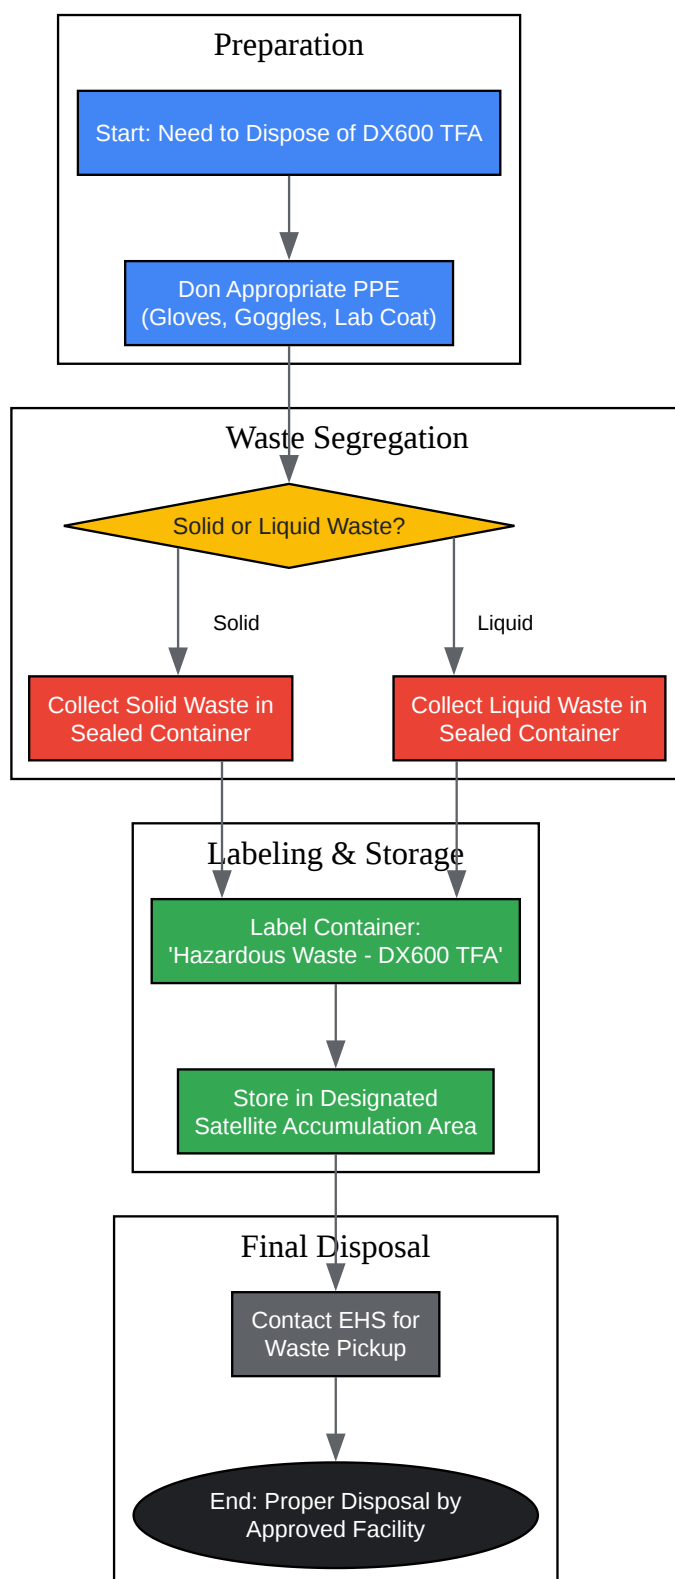 Preparation
Start: Need to Dispose of DX600 TFA
Don Appropriate PPE
(Gloves, Goggles, Lab Coat)
Waste Segregation
Solid or Liquid Waste?
Solid
Liquid
Collect Solid Waste in
Sealed Container
Collect Liquid Waste in
Sealed Container
Labeling & Storage
Label Container:
'Hazardous Waste - DX600 TFA'
Store in Designated
Satellite Accumulation Area
Final Disposal
Contact EHS for
Waste Pickup
End: Proper Disposal by
Approved Facility